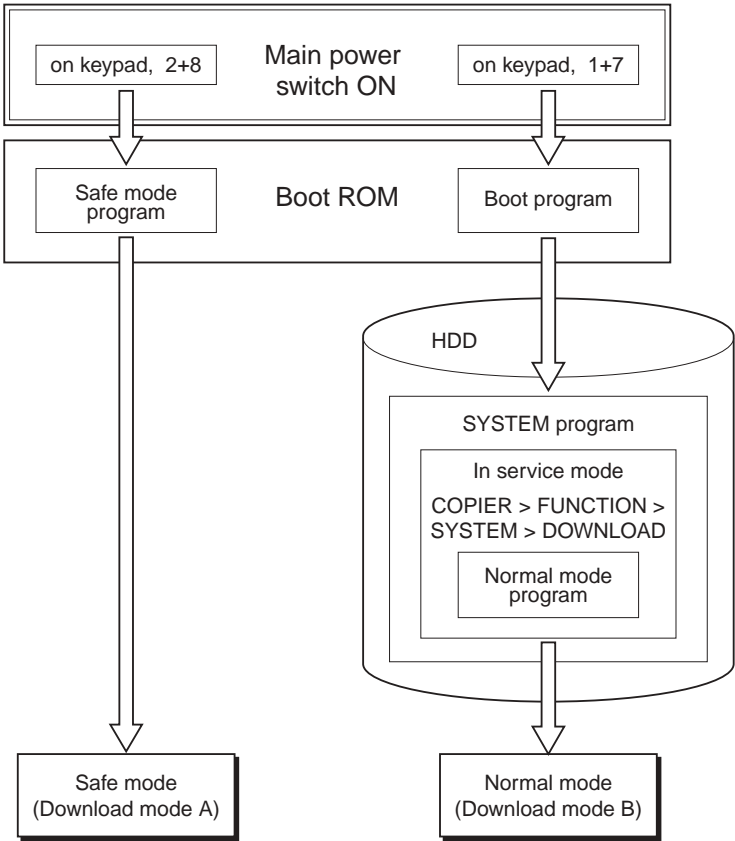 on keypad, 2+8
Main power
switch ON
on keypad, 1+7
Safe mode
program
Boot ROM
Boot program
HDD
SYSTEM program
In service mode
COPIER > FUNCTION >
SYSTEM > DOWNLOAD
Normal mode
program
Safe mode
(Download mode A)
Normal mode
(Download mode B)